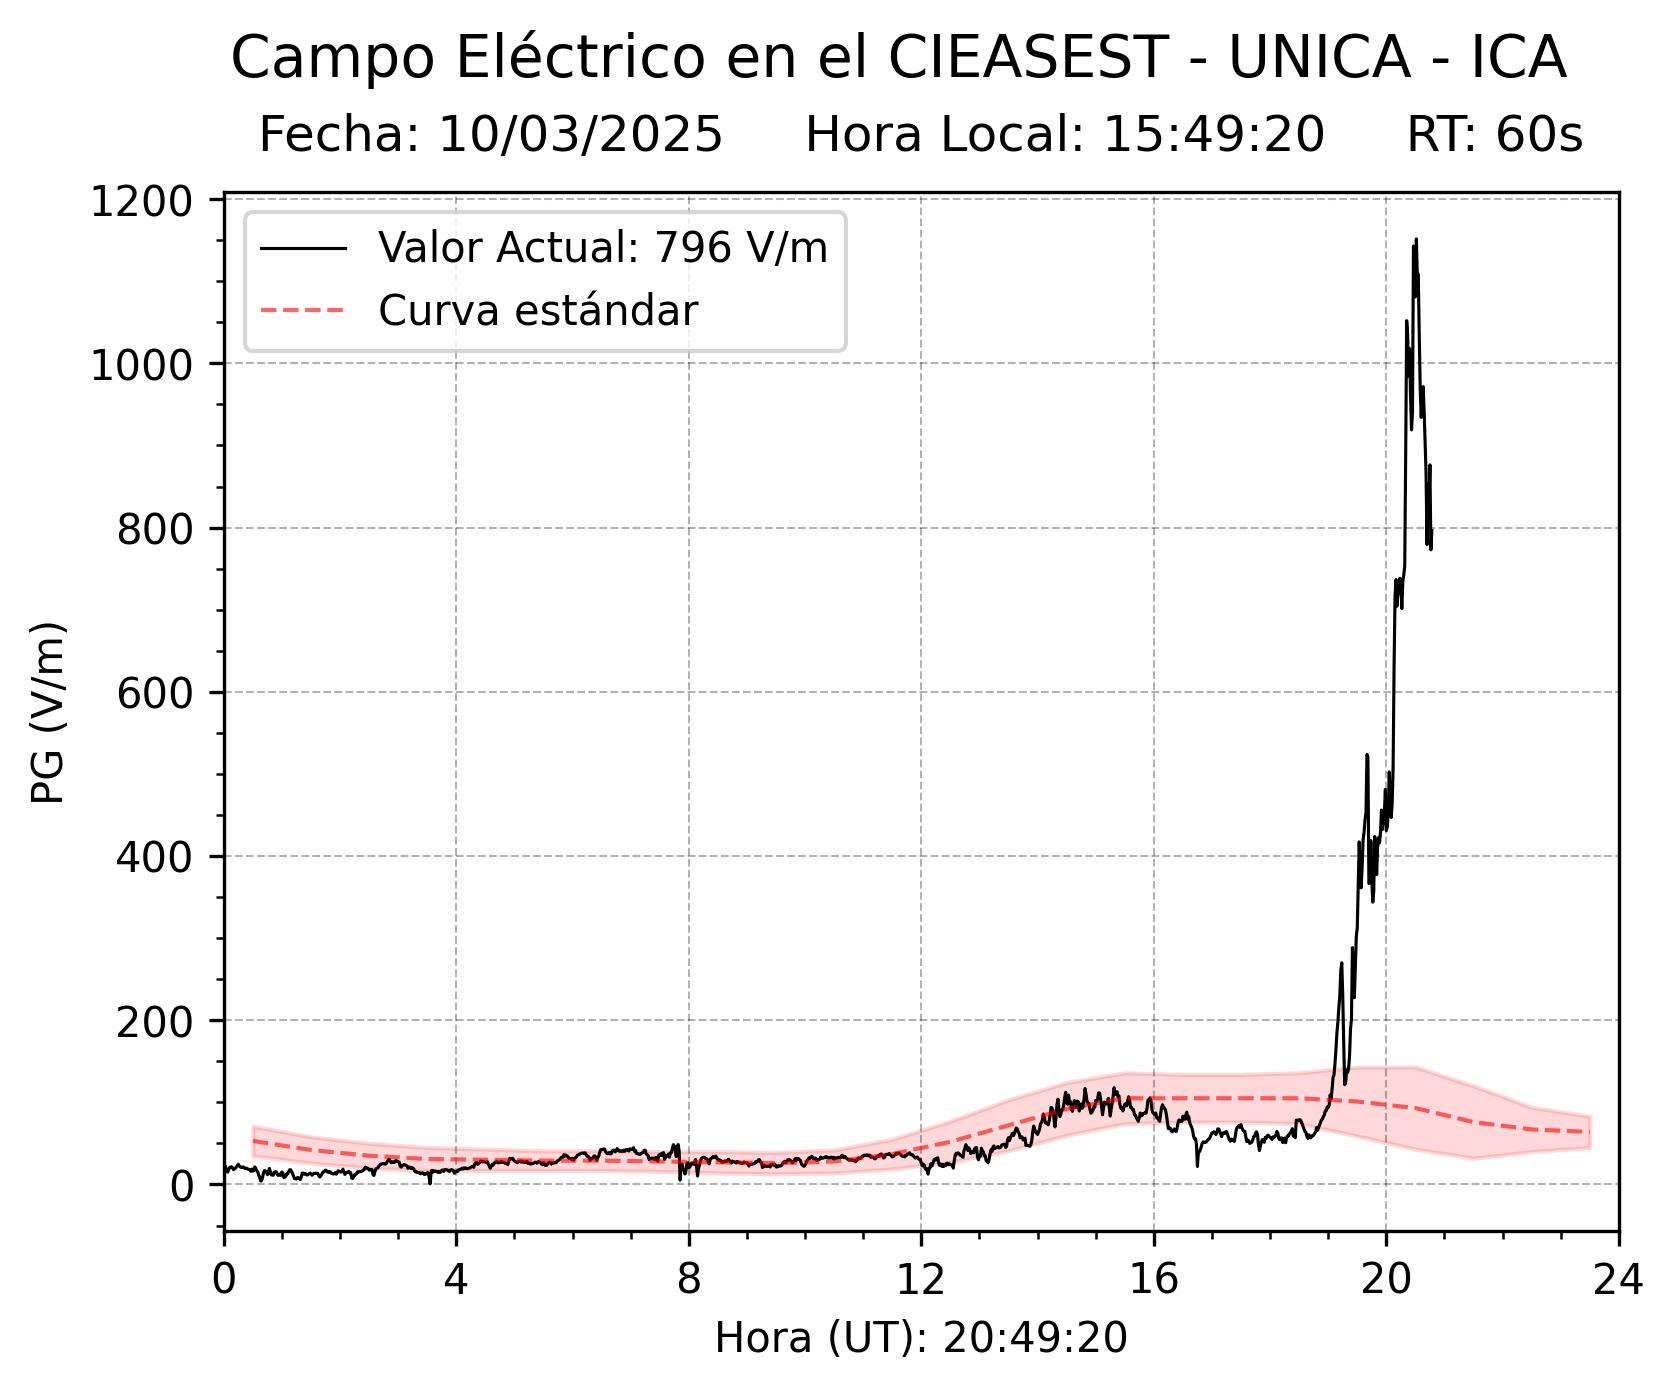 Campo Eléctrico en el CIEASEST - UNICA - ICA
Fecha: 10/03/2025 Hora Local: 15:49:20 RT: 60s
Valor Actual: 796 V/m
Curva estándar
PG (V/m)
1200
1000
800
600
400
200
0
0 4 8 12 16 20 24
Hora (UT): 20:49:20